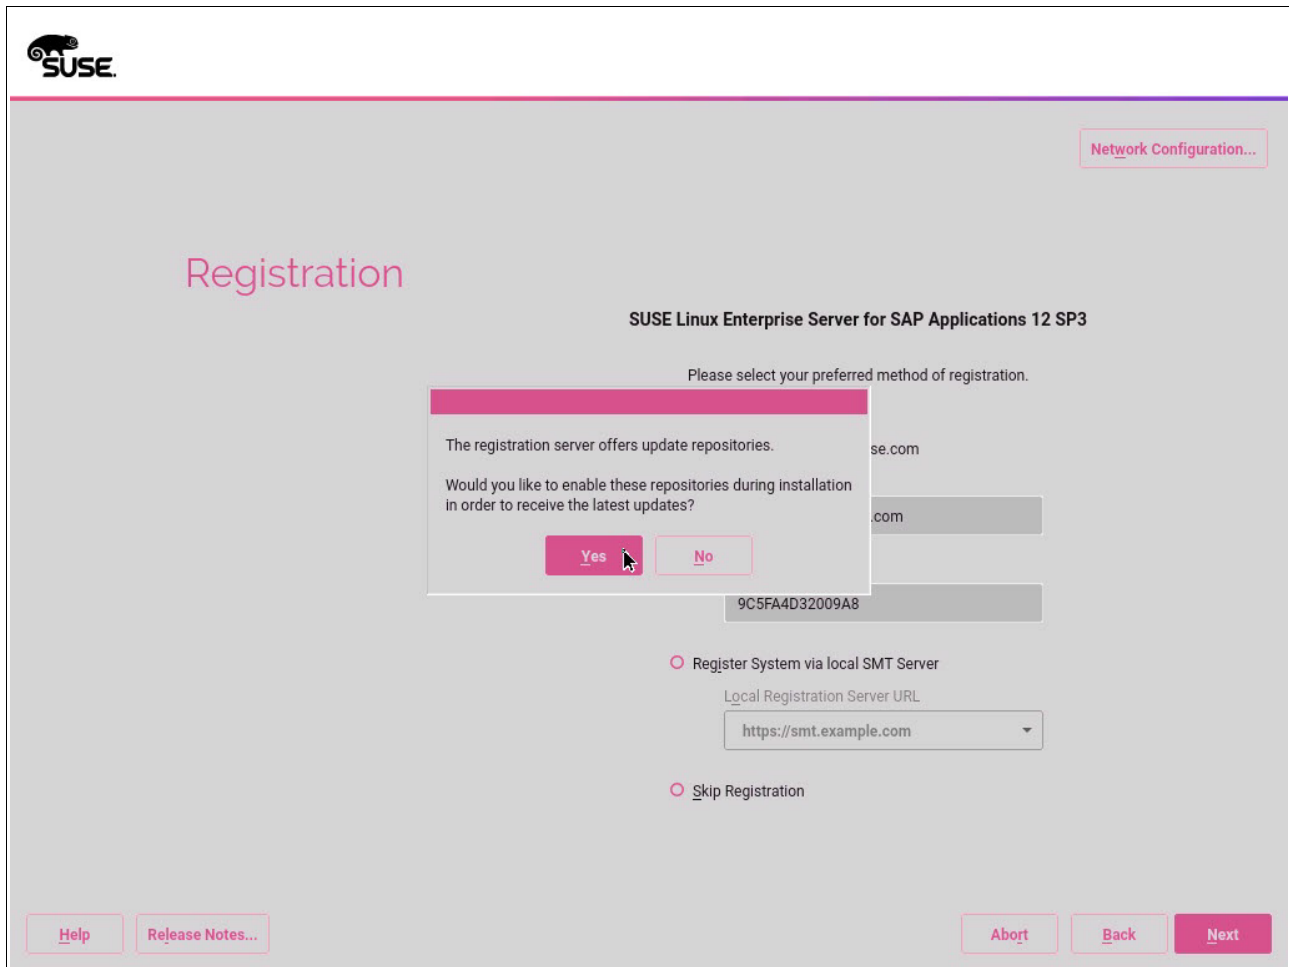 SUSE.
Network Configuration...
Registration
SUSE Linux Enterprise Server for SAP Applications 12 SP3
Please select your preferred method of registration.
The registration server offers update repositories.
se.com
Would you like to enable these repositories during installation
in order to receive the latest updates?
.com
Yes
No
9C5FA4D32009A8
Register System via local SMT Server
Local Registration Server URL
https://smt.example.com
Skip Registration
Help
Release Notes...
Abort
Back
Next